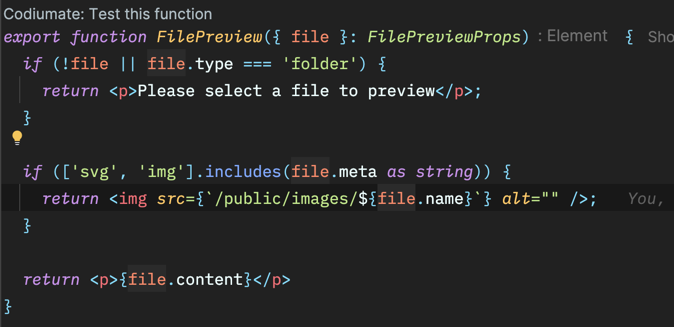 Codiumate: Test this function
export function FilePreview({ file }: FilePreviewProps) : Element { Sho
if (!file || file.type === 'folder') {
return <p>Please select a file to preview</p>;
}
if (['svg', 'img'].includes(file.meta as string)) {
return <img src={`/public/images/${file.name}`} alt="" />; You,
}
return <p>{file.content}</p>
}